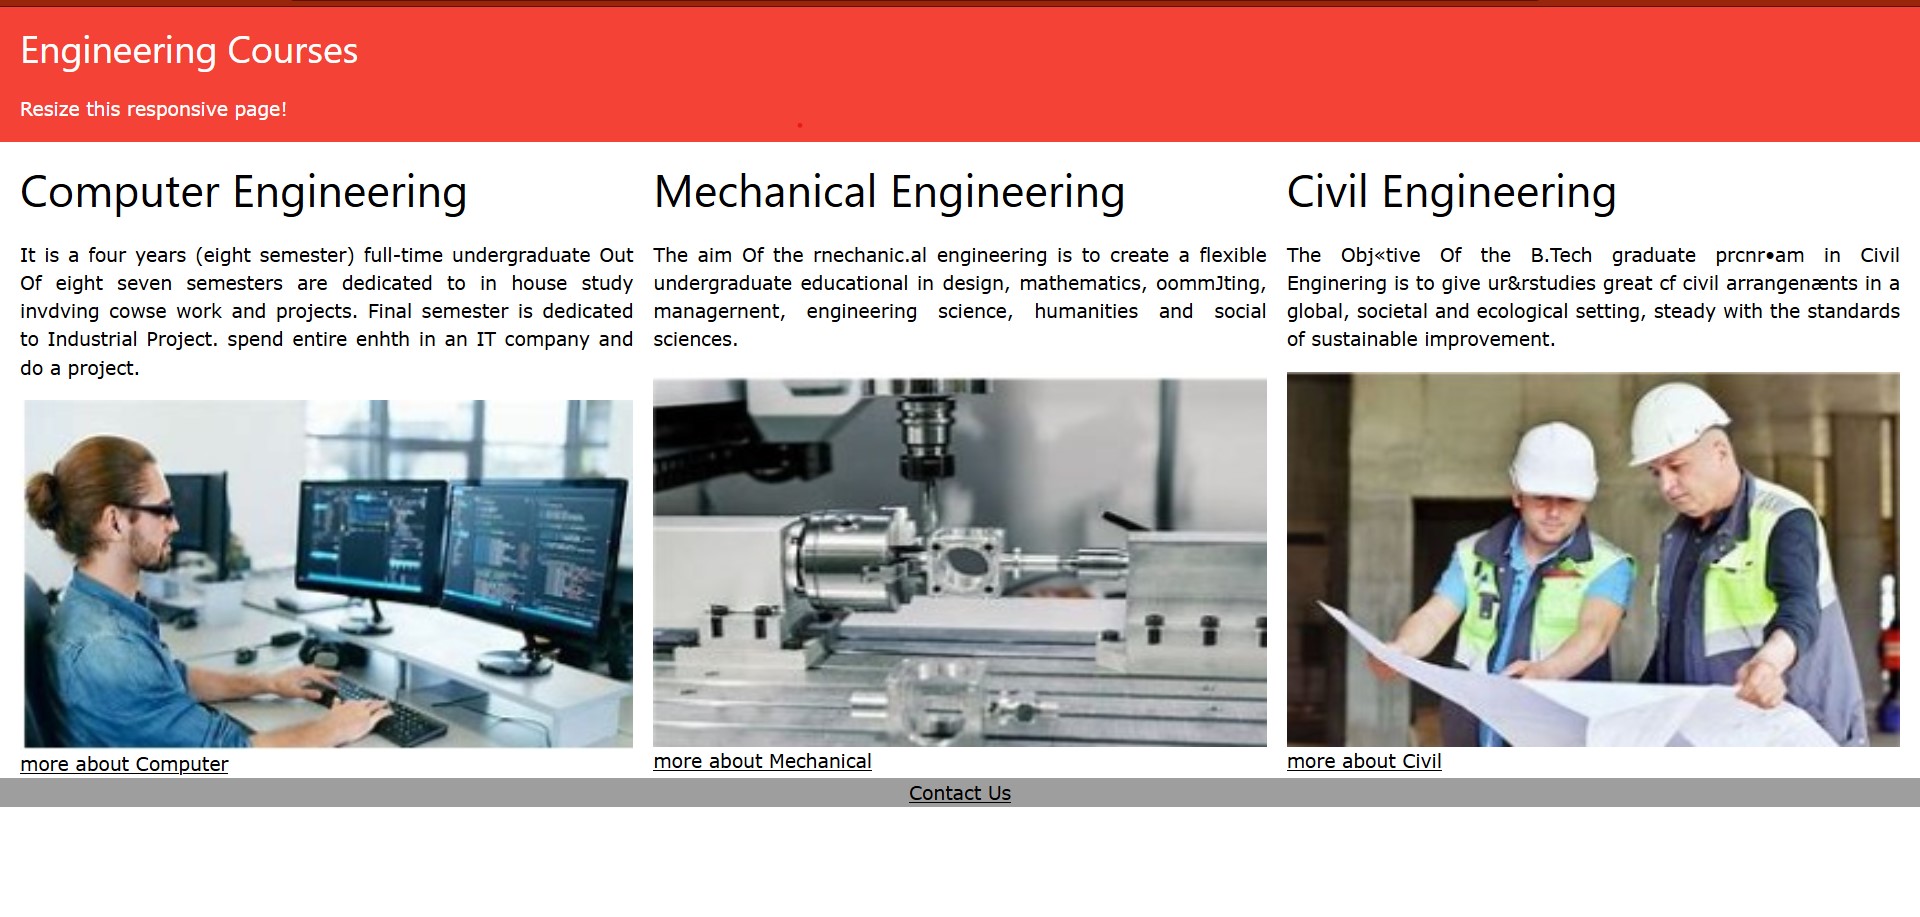 Engineering Courses
Resize this responsive page!
Computer Engineering
It is a four years (eight semester) full-time undergraduate Out
Of eight seven semesters are dedicated to in house study
invdving cowse work and projects. Final semester is dedicated
to Industrial Project. spend entire enhth in an IT company and
do a project.
more about Computer
Mechanical Engineering
The aim Of the rnechanic.al engineering is to create a flexible
undergraduate educational in design, mathematics, oommJting,
managernent, engineering science, humanities and social
sciences.
more about Mechanical
Civil Engineering
The Obj«tive Of the B.Tech graduate prcnr•am in Civil
Enginering is to give ur&rstudies great cf civil arrangenænts in a
global, societal and ecological setting, steady with the standards
of sustainable improvement.
more about Civil
Contact Us